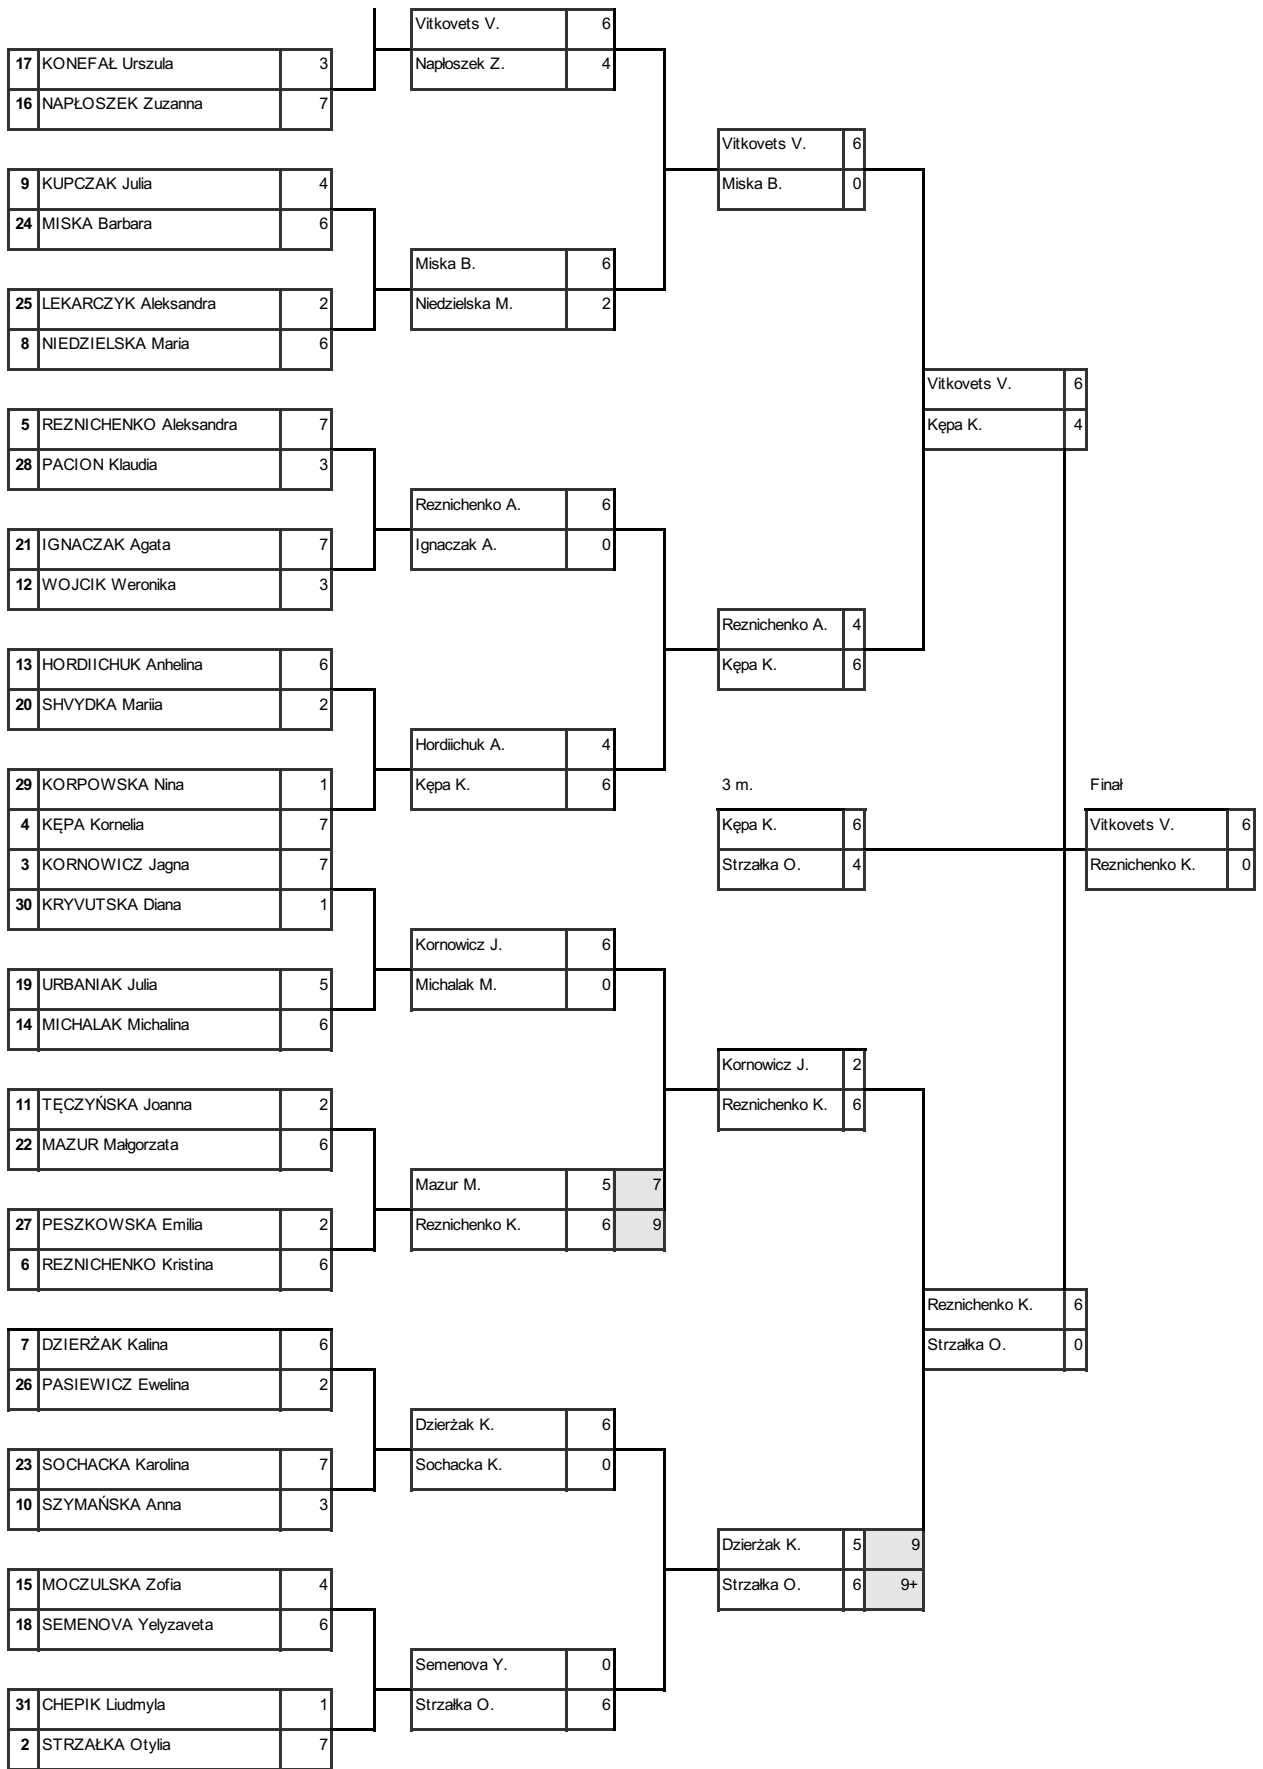 Vitkovets V. 6
17 KONEFAŁ Urszula 3
Napłoszek Z. 4
16 NAPŁOSZEK Zuzanna 7
Vitkovets V. 6
9 KUPCZAK Julia 4
Miska B. 0
24 MISKA Barbara 6
Miska B. 6
25 LEKARCZYK Aleksandra 2
Niedzielska M. 2
8 NIEDZIELSKA Maria 6
Vitkovets V. 6
5 REZNICHENKO Aleksandra 7
Kępa K. 4
28 PACION Klaudia 3
Reznichenko A. 6
21 IGNACZAK Agata 7
Ignaczak A. 0
12 WOJCIK Weronika 3
Reznichenko A. 4
13 HORDIICHUK Anhelina 6
Kępa K. 6
20 SHVYDKA Mariia 2
Hordiichuk A. 4
29 KORPOWSKA Nina 1
Kępa K. 6
3 m.
Finał
4 KĘPA Kornelia 7
Kępa K. 6
Vitkovets V. 6
3 KORNOWICZ Jagna 7
Strzałka O. 4
Reznichenko K. 0
30 KRYVUTSKA Diana 1
Kornowicz J. 6
19 URBANIAK Julia 5
Michalak M. 0
14 MICHALAK Michalina 6
Kornowicz J. 2
11 TĘCZYŃSKA Joanna 2
Reznichenko K. 6
22 MAZUR Małgorzata 6
Mazur M. 5 7
27 PESZKOWSKA Emilia 2
Reznichenko K. 6 9
6 REZNICHENKO Kristina 6
Reznichenko K. 6
7 DZIERŻAK Kalina 6
Strzałka O. 0
26 PASIEWICZ Ewelina 2
Dzierżak K. 6
23 SOCHACKA Karolina 7
Sochacka K. 0
10 SZYMAŃSKA Anna 3
Dzierżak K. 5 9
15 MOCZULSKA Zofia 4
Strzałka O. 6 9+
18 SEMENOVA Yelyzaveta 6
Semenova Y. 0
31 CHEPIK Liudmyla 1
Strzałka O. 6
2 STRZAŁKA Otylia 7